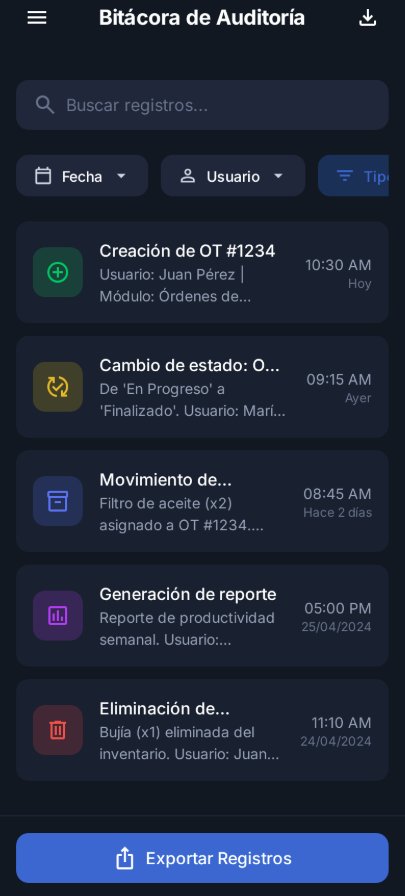 Bitácora de Auditoría
Buscar registros...
Fecha
Usuario
Tipo
Creación de OT #1234
Usuario: Juan Pérez |
Módulo: Órdenes de...
10:30 AM
Hoy
Cambio de estado: O...
De 'En Progreso' a
'Finalizado'. Usuario: Marí...
09:15 AM
Ayer
Movimiento de...
Filtro de aceite (x2)
asignado a OT #1234....
08:45 AM
Hace 2 días
Generación de reporte
Reporte de productividad
semanal. Usuario:...
05:00 PM
25/04/2024
Eliminación de...
Bujía (x1) eliminada del
inventario. Usuario: Juan...
11:10 AM
24/04/2024
Exportar Registros